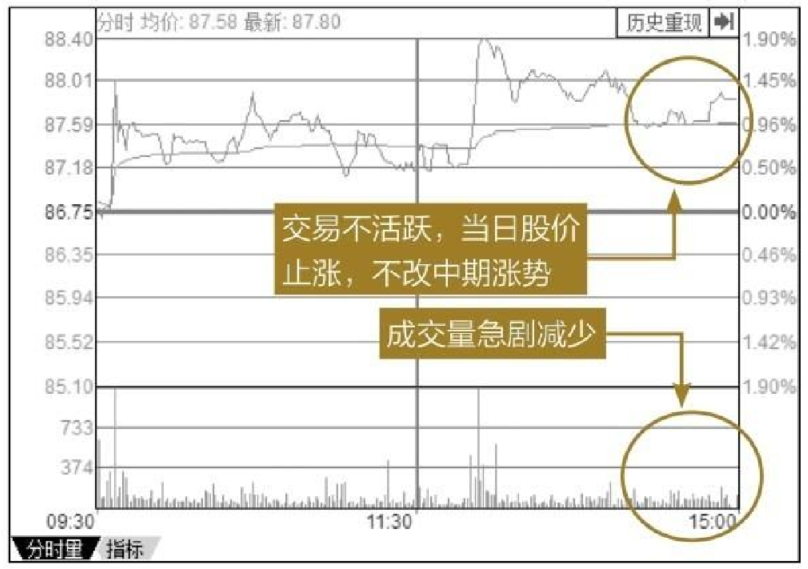 分时 均价: 87.58 最新: 87.80
历史重现
88.40 1.90%
88.01 1.45%
87.59 0.96%
87.18 0.50%
86.75 0.00%
86.35 0.46%
85.94 0.93%
85.52 1.42%
85.10 1.90%
交易不活跃，当日股价
止涨，不改中期涨势
成交量急剧减少
733
374
09:30 11:30 15:00
分时量 指标